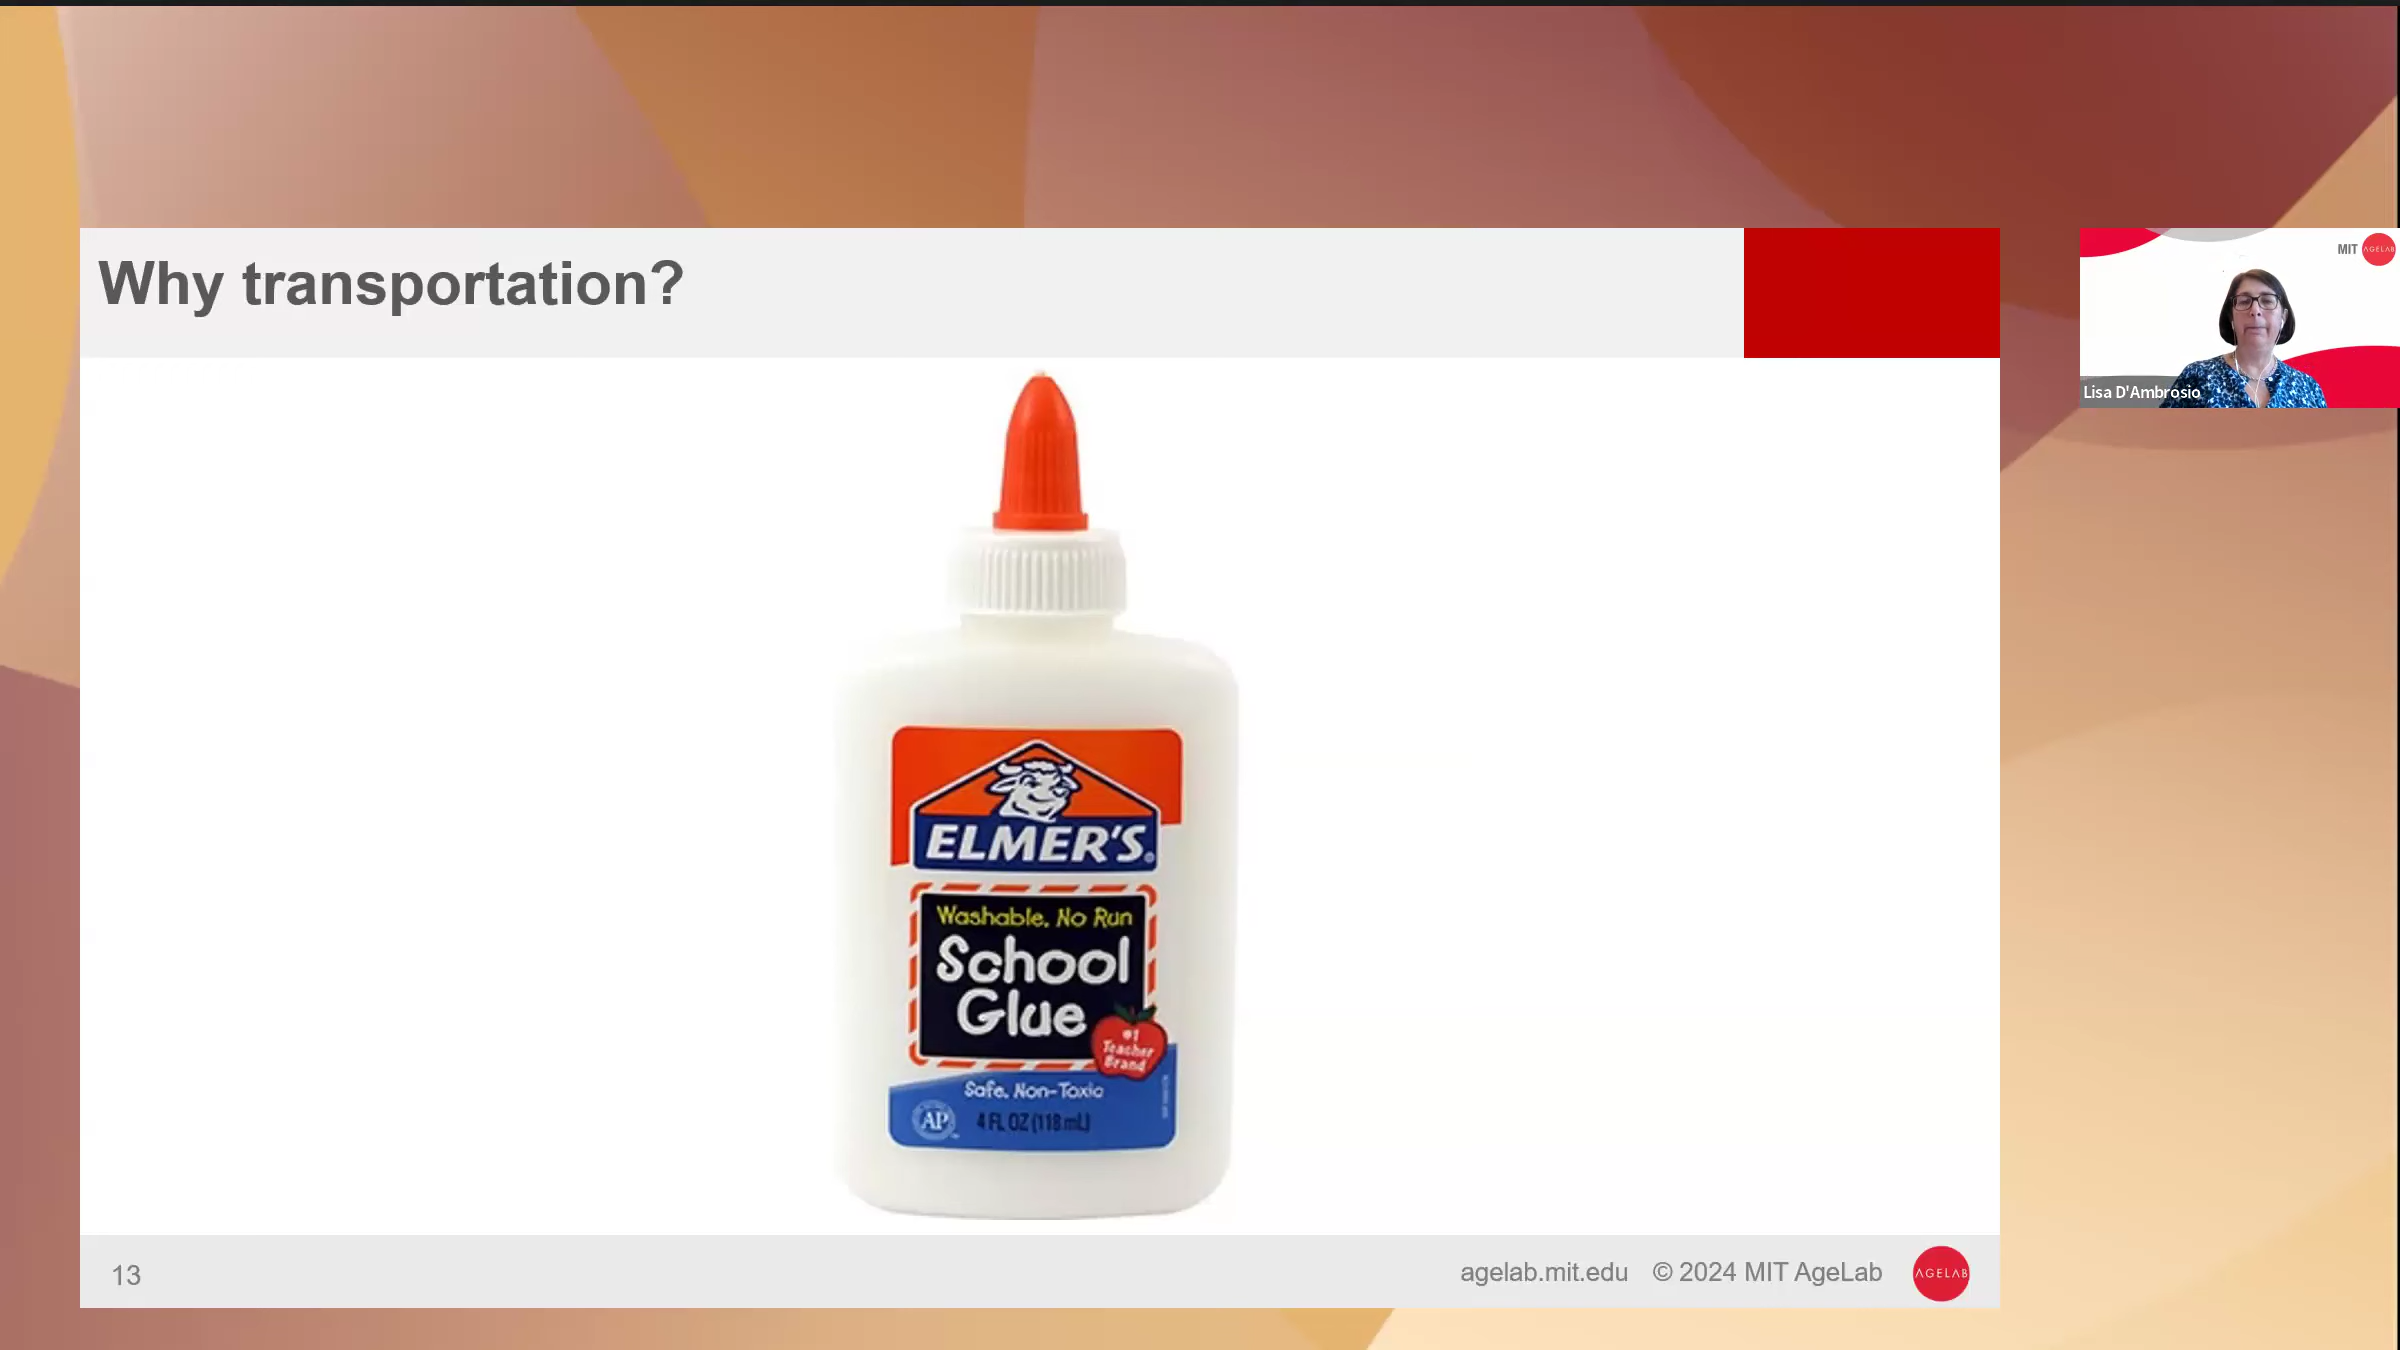 Why transportation?
MIT AGELAB
Lisa D'Ambrosio
ELMER'S®
Washable, No Run
School
Glue
#1
Teacher
Brand
Safe, Non-Toxic
AP
4 FL OZ (118 mL)
13
agelab.mit.edu © 2024 MIT AgeLab AGELAB